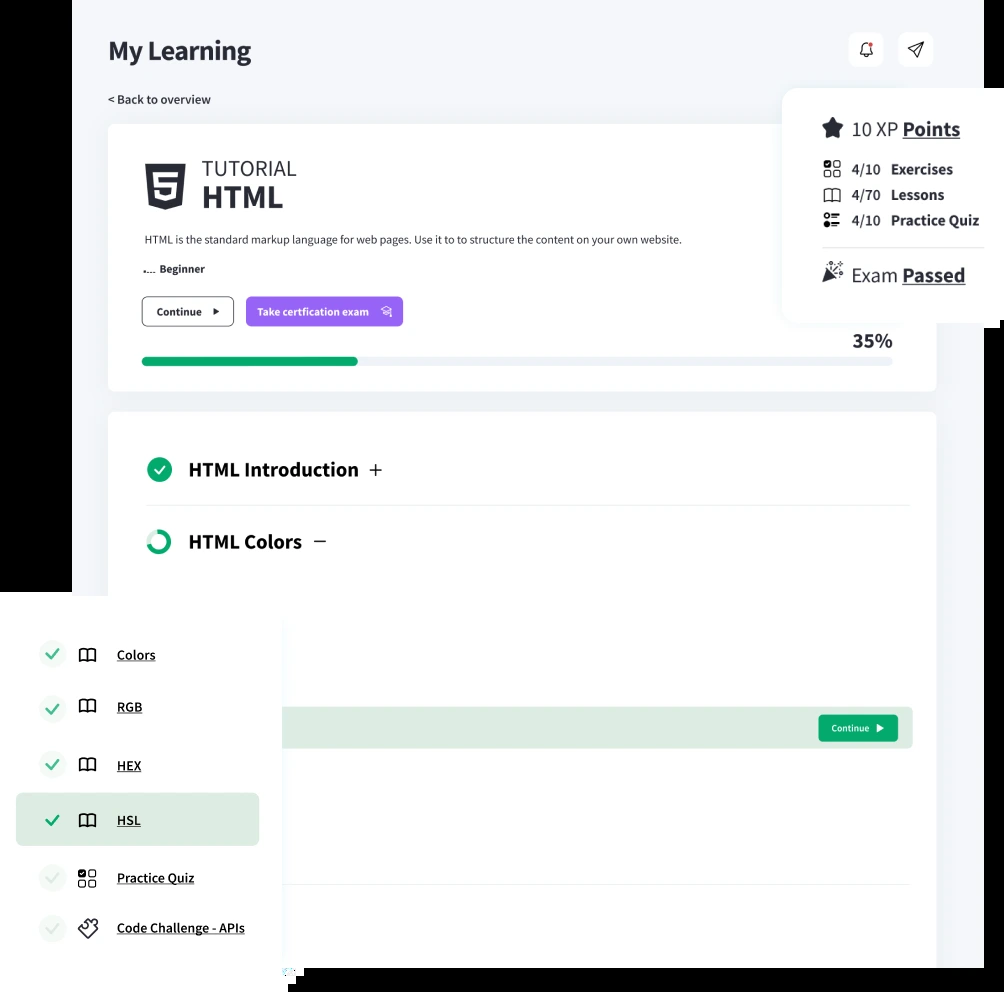 My Learning
< Back to overview
10 XP Points
4/10 Exercises
4/70 Lessons
4/10 Practice Quiz
Exam Passed
5
TUTORIAL
HTML
HTML is the standard markup language for web pages. Use it to to structure the content on your own website.
Beginner
Continue
Take certfication exam
35%
HTML Introduction +
HTML Colors −
Colors
RGB
Continue
HEX
HSL
Practice Quiz
Code Challenge - APIs